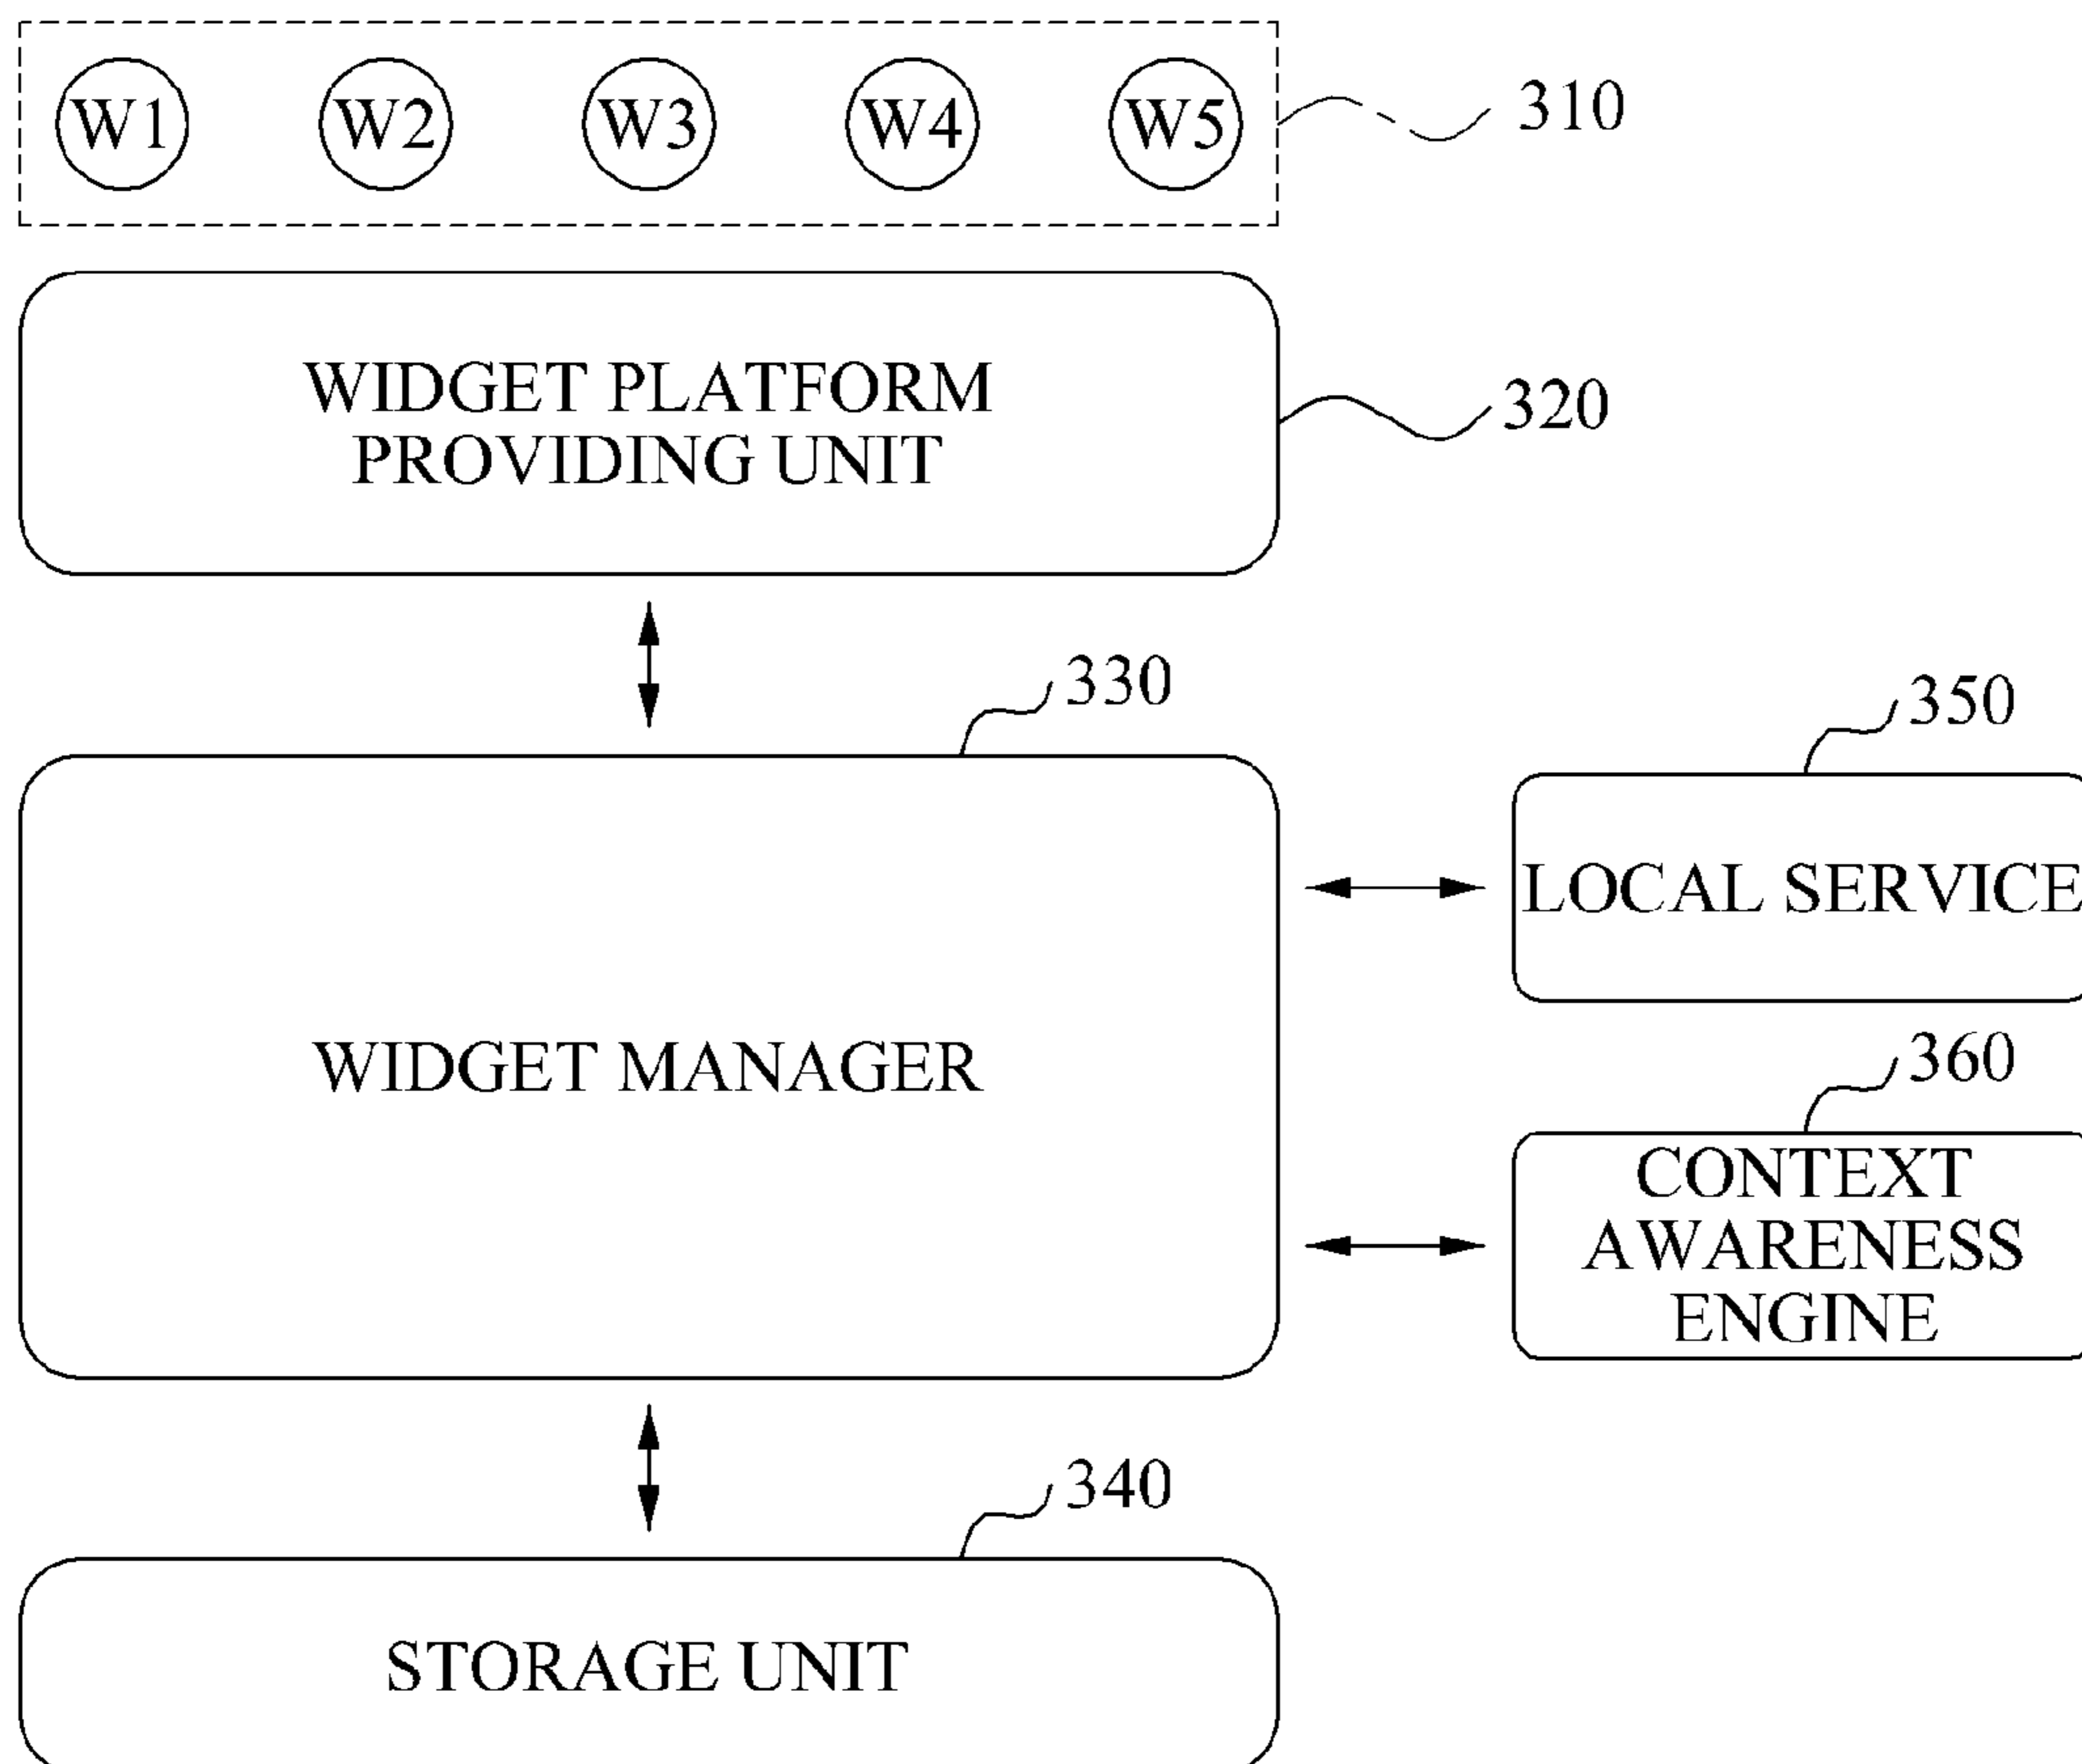 W1 W2 W3 W4 W5 310
WIDGET PLATFORM
PROVIDING UNIT
320
330
350
LOCAL SERVICE
WIDGET MANAGER
360
CONTEXT
AWARENESS
ENGINE
340
STORAGE UNIT